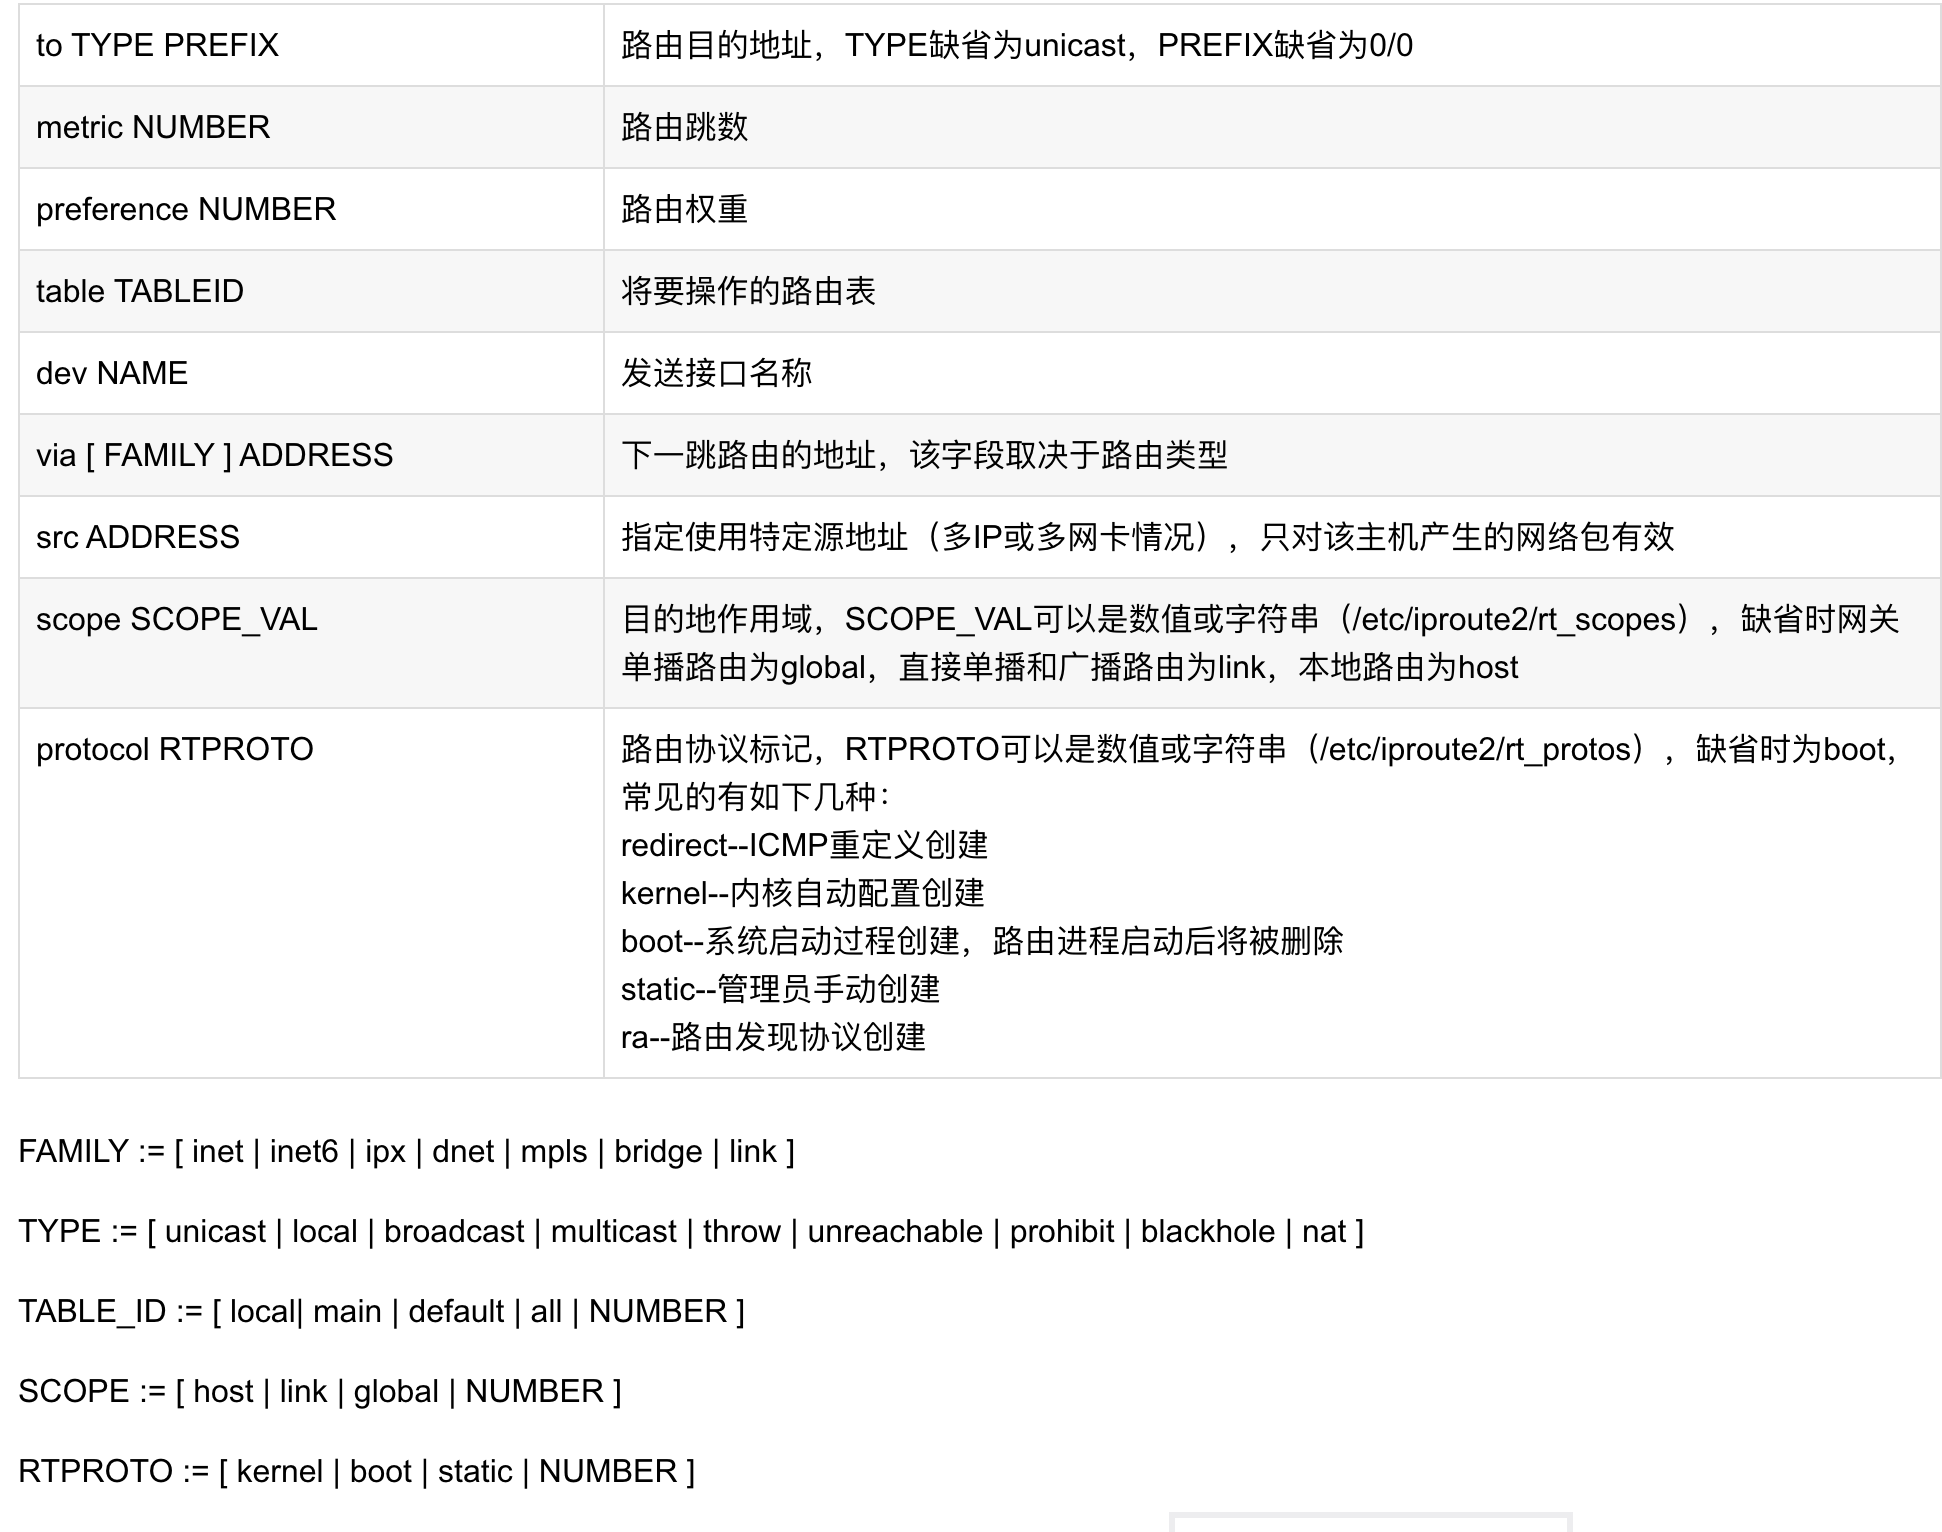 to TYPE PREFIX
路由目的地址，TYPE缺省为unicast，PREFIX缺省为0/0
metric NUMBER
路由跳数
preference NUMBER
路由权重
table TABLEID
将要操作的路由表
dev NAME
发送接口名称
via [ FAMILY ] ADDRESS
下一跳路由的地址，该字段取决于路由类型
src ADDRESS
指定使用特定源地址（多IP或多网卡情况），只对该主机产生的网络包有效
scope SCOPE_VAL
目的地作用域，SCOPE_VAL可以是数值或字符串（/etc/iproute2/rt_scopes），缺省时网关
单播路由为global，直接单播和广播路由为link，本地路由为host
protocol RTPROTO
路由协议标记，RTPROTO可以是数值或字符串（/etc/iproute2/rt_protos），缺省时为boot，
常见的有如下几种：
redirect--ICMP重定义创建
kernel--内核自动配置创建
boot--系统启动过程创建，路由进程启动后将被删除
static--管理员手动创建
ra--路由发现协议创建
FAMILY := [ inet | inet6 | ipx | dnet | mpls | bridge | link ]
TYPE := [ unicast | local | broadcast | multicast | throw | unreachable | prohibit | blackhole | nat ]
TABLE_ID := [ local| main | default | all | NUMBER ]
SCOPE := [ host | link | global | NUMBER ]
RTPROTO := [ kernel | boot | static | NUMBER ]